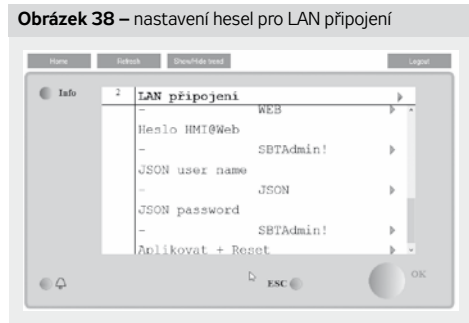 Obrázek 38 – nastavení hesel pro LAN připojení
Home Refresh Show/Hide trend Logout
Info 2 LAN připojení
- WEB
Heslo HMI@Web
- SBTAdmin!
JSON user name
- JSON
JSON password
- SBTAdmin!
Aplikovat + Reset
ESC OK